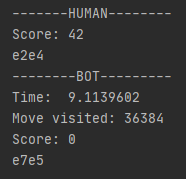 -------HUMAN--------
Score: 42
e2e4
--------BOT---------
Time:  9.1139602
Move visited: 36384
Score: 0
e7e5